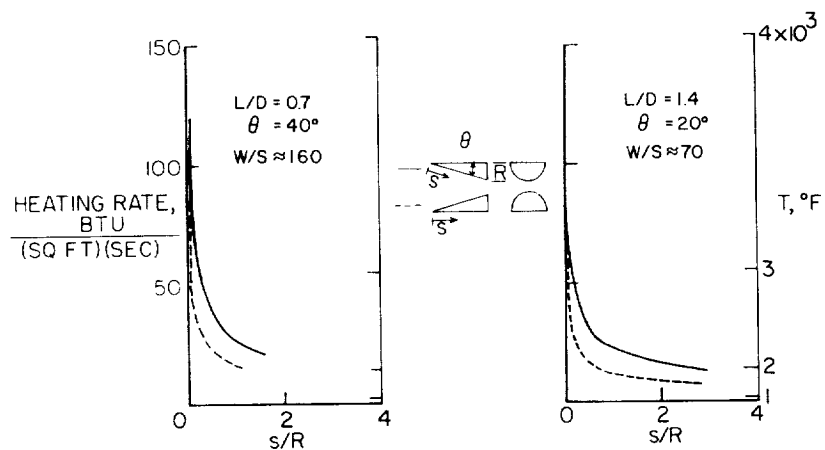 150
100
50
HEATING RATE,
BTU
(SQ FT)(SEC)
L/D = 0.7
θ = 40°
W/S ≈ 160
0 2 4
s/R
θ
R
S
S
L/D = 1.4
θ = 20°
W/S ≈ 70
0 2 4
s/R
4×10³
T, °F
3
2
1